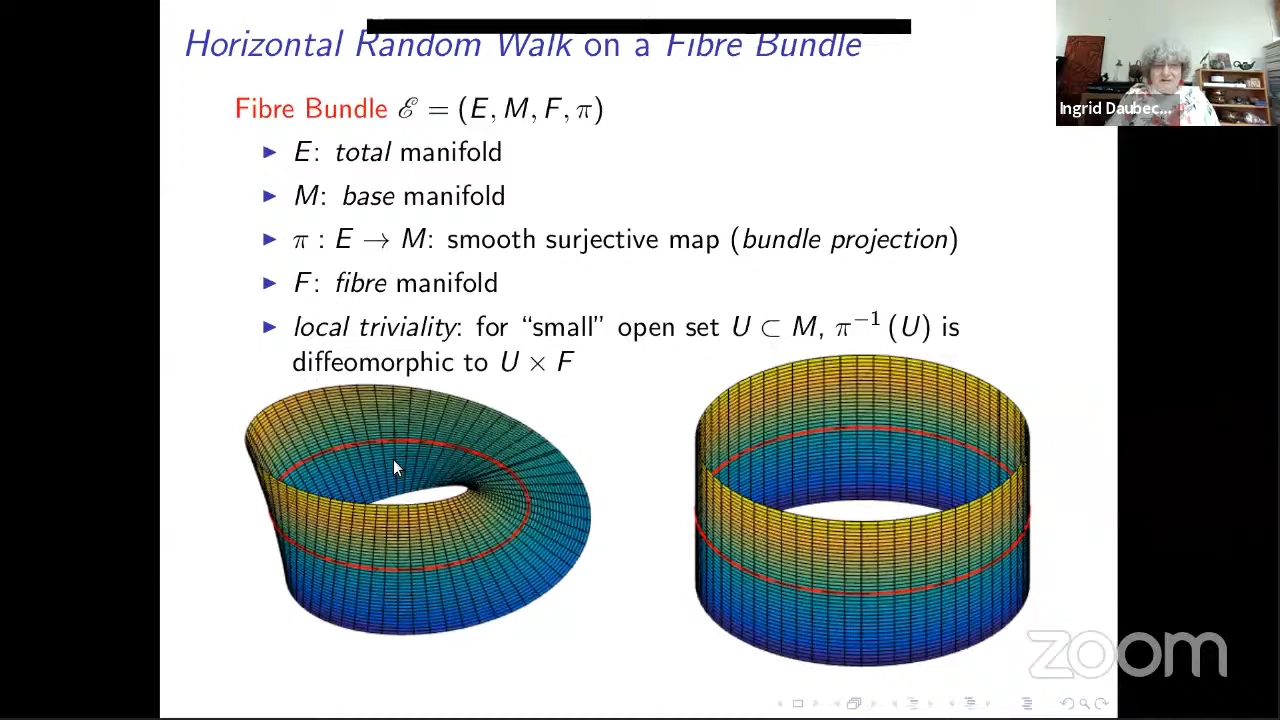 Horizontal Random Walk on a Fibre Bundle
Fibre Bundle ℰ = (E, M, F, π)
▶ E: total manifold
▶ M: base manifold
▶ π : E → M: smooth surjective map (bundle projection)
▶ F: fibre manifold
▶ local triviality: for “small” open set U ⊂ M, π⁻¹ (U) is
diffeomorphic to U × F
Ingrid Daubec...
zoom